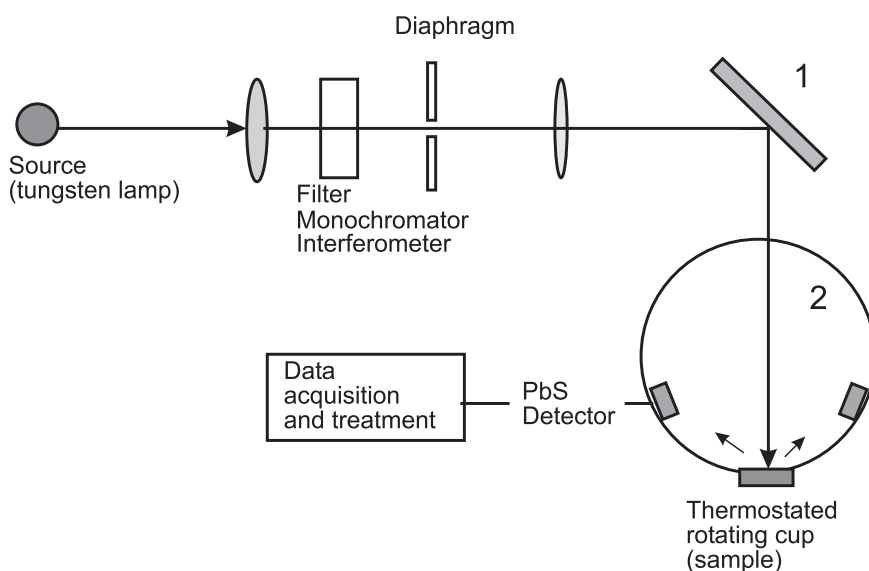 Diaphragm
1
Source
(tungsten lamp)
Filter
Monochromator
Interferometer
2
Data
acquisition
and treatment
PbS
Detector
Thermostated
rotating cup
(sample)